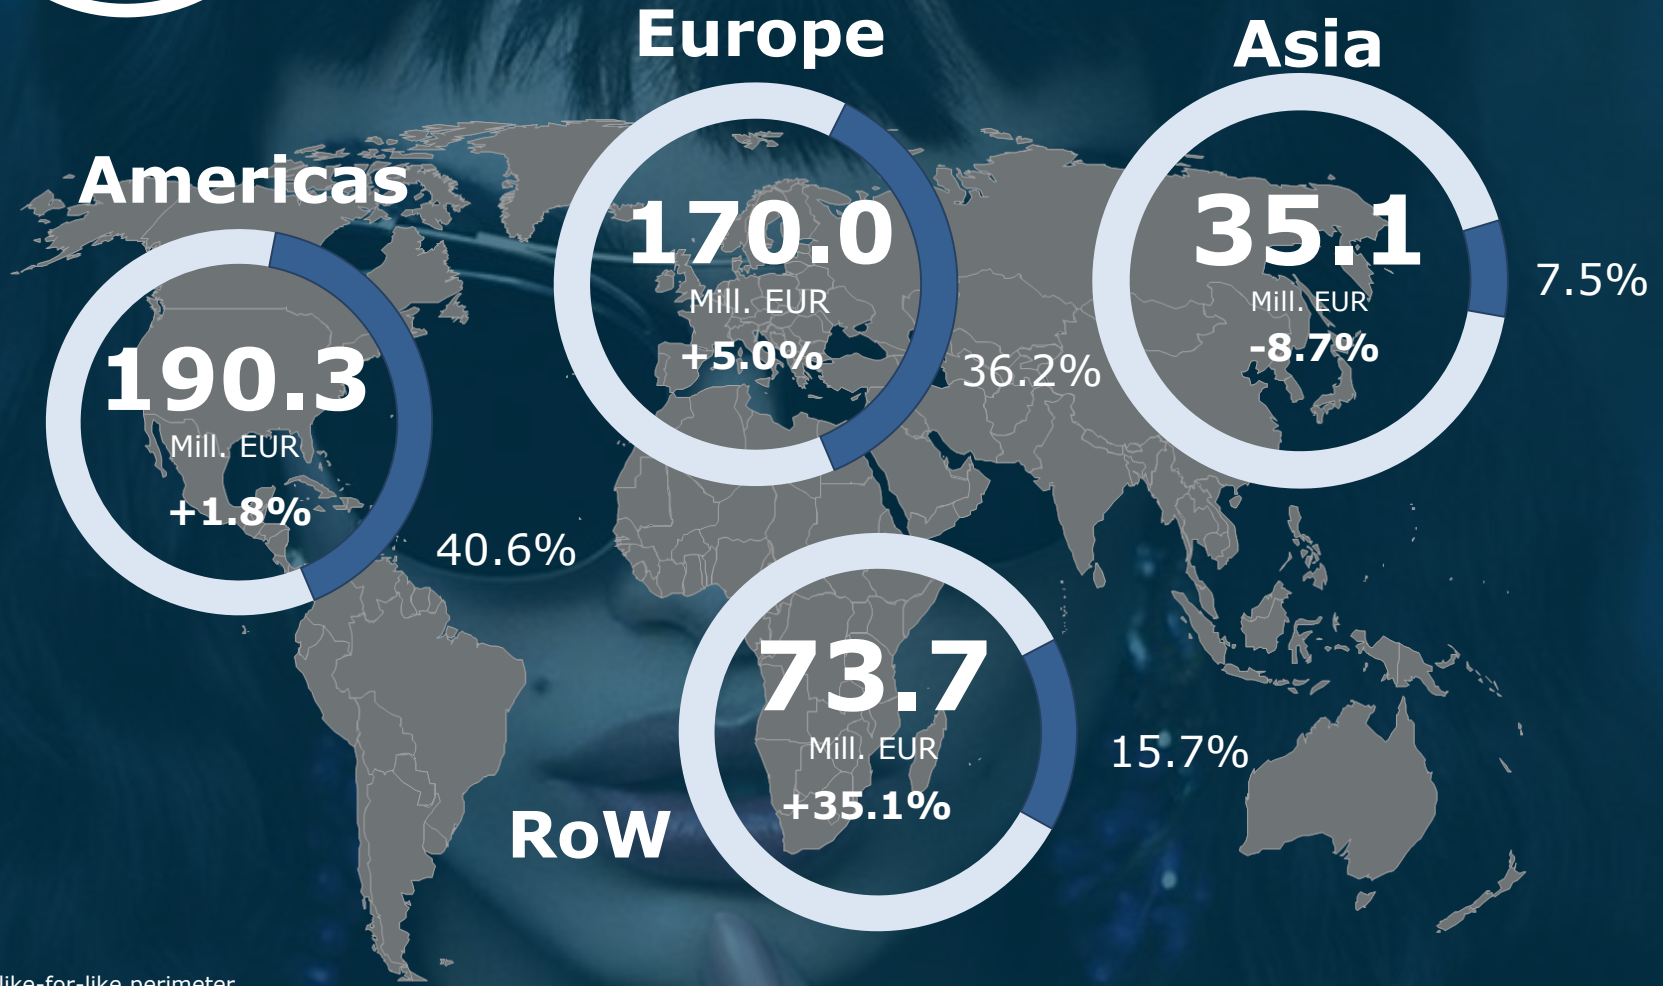 Europe
170.0
Mill. EUR
+5.0%
36.2%
Asia
35.1
Mill. EUR
-8.7%
7.5%
Americas
190.3
Mill. EUR
+1.8%
40.6%
73.7
Mill. EUR
+35.1%
15.7%
RoW
like-for-like perimeter